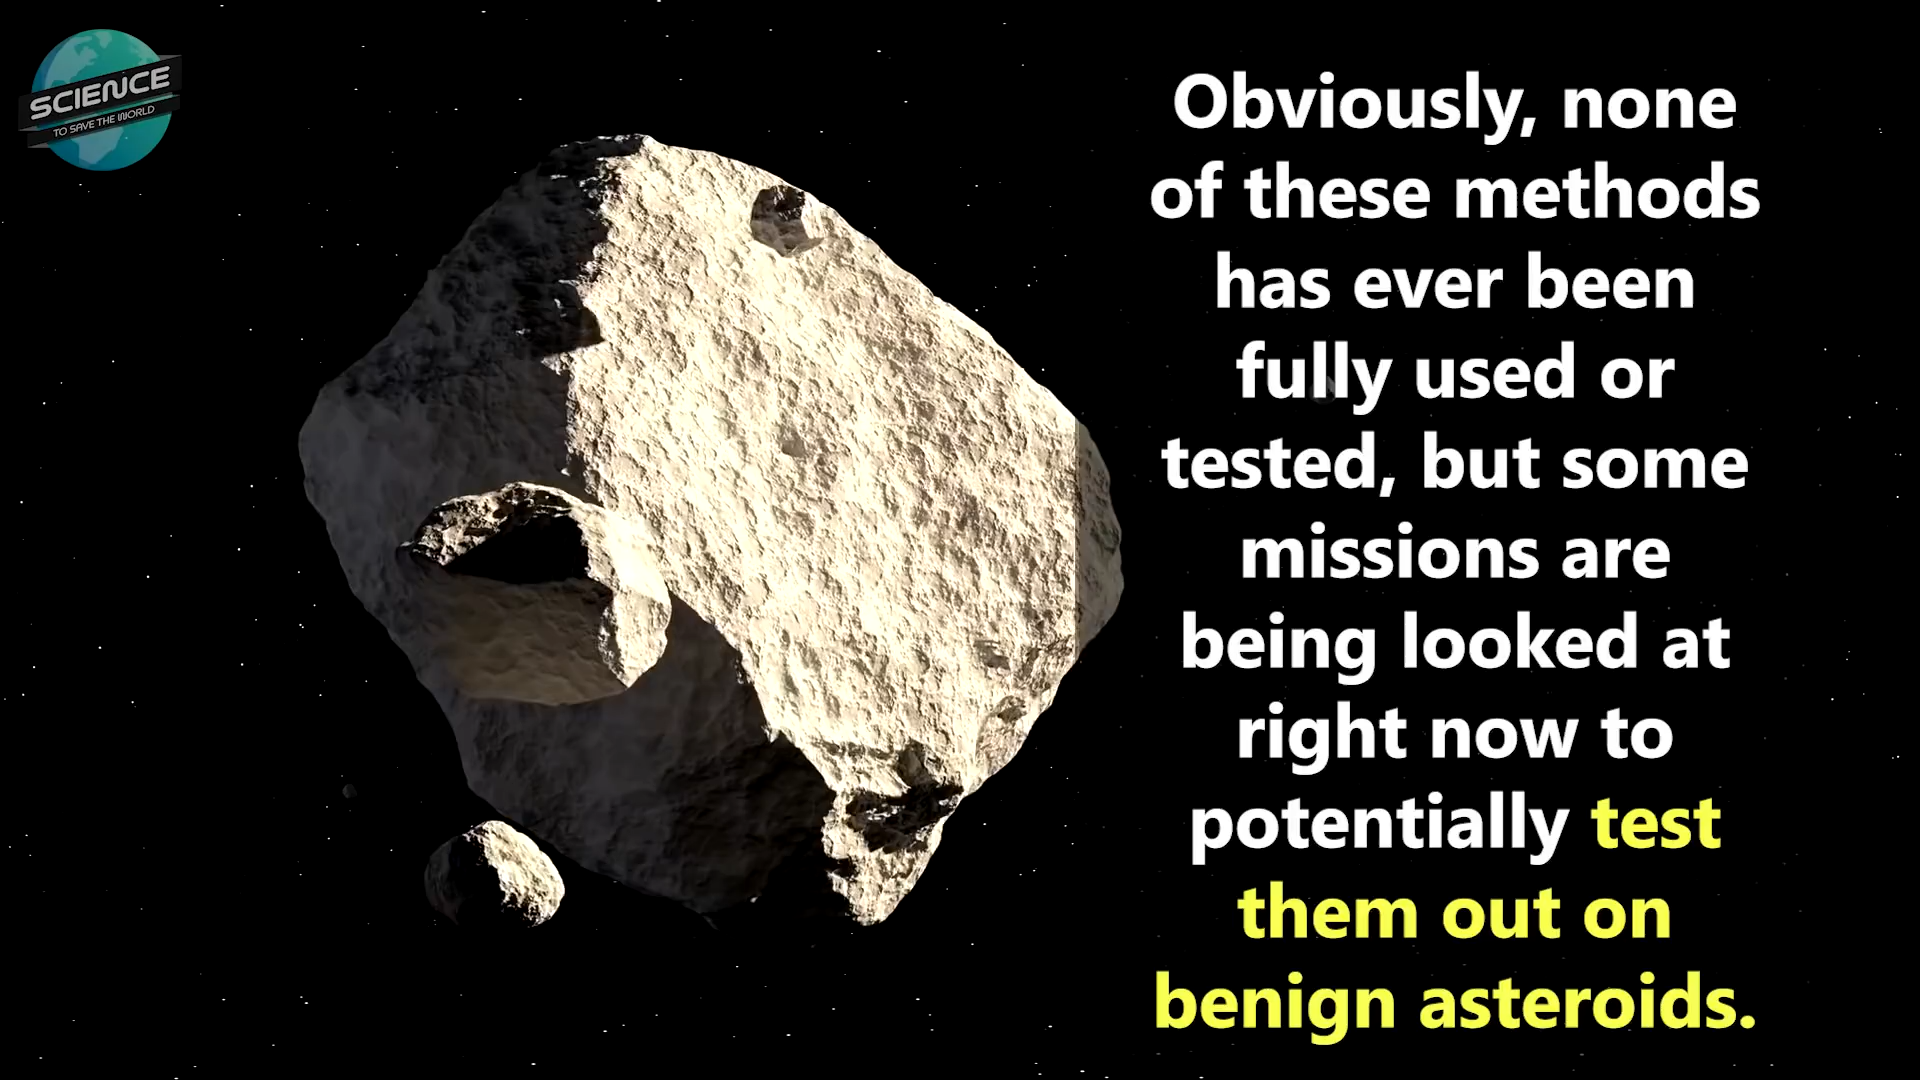 SCIENCE
TO SAVE THE WORLD
Obviously, none
of these methods
has ever been
fully used or
tested, but some
missions are
being looked at
right now to
potentially test
them out on
benign asteroids.